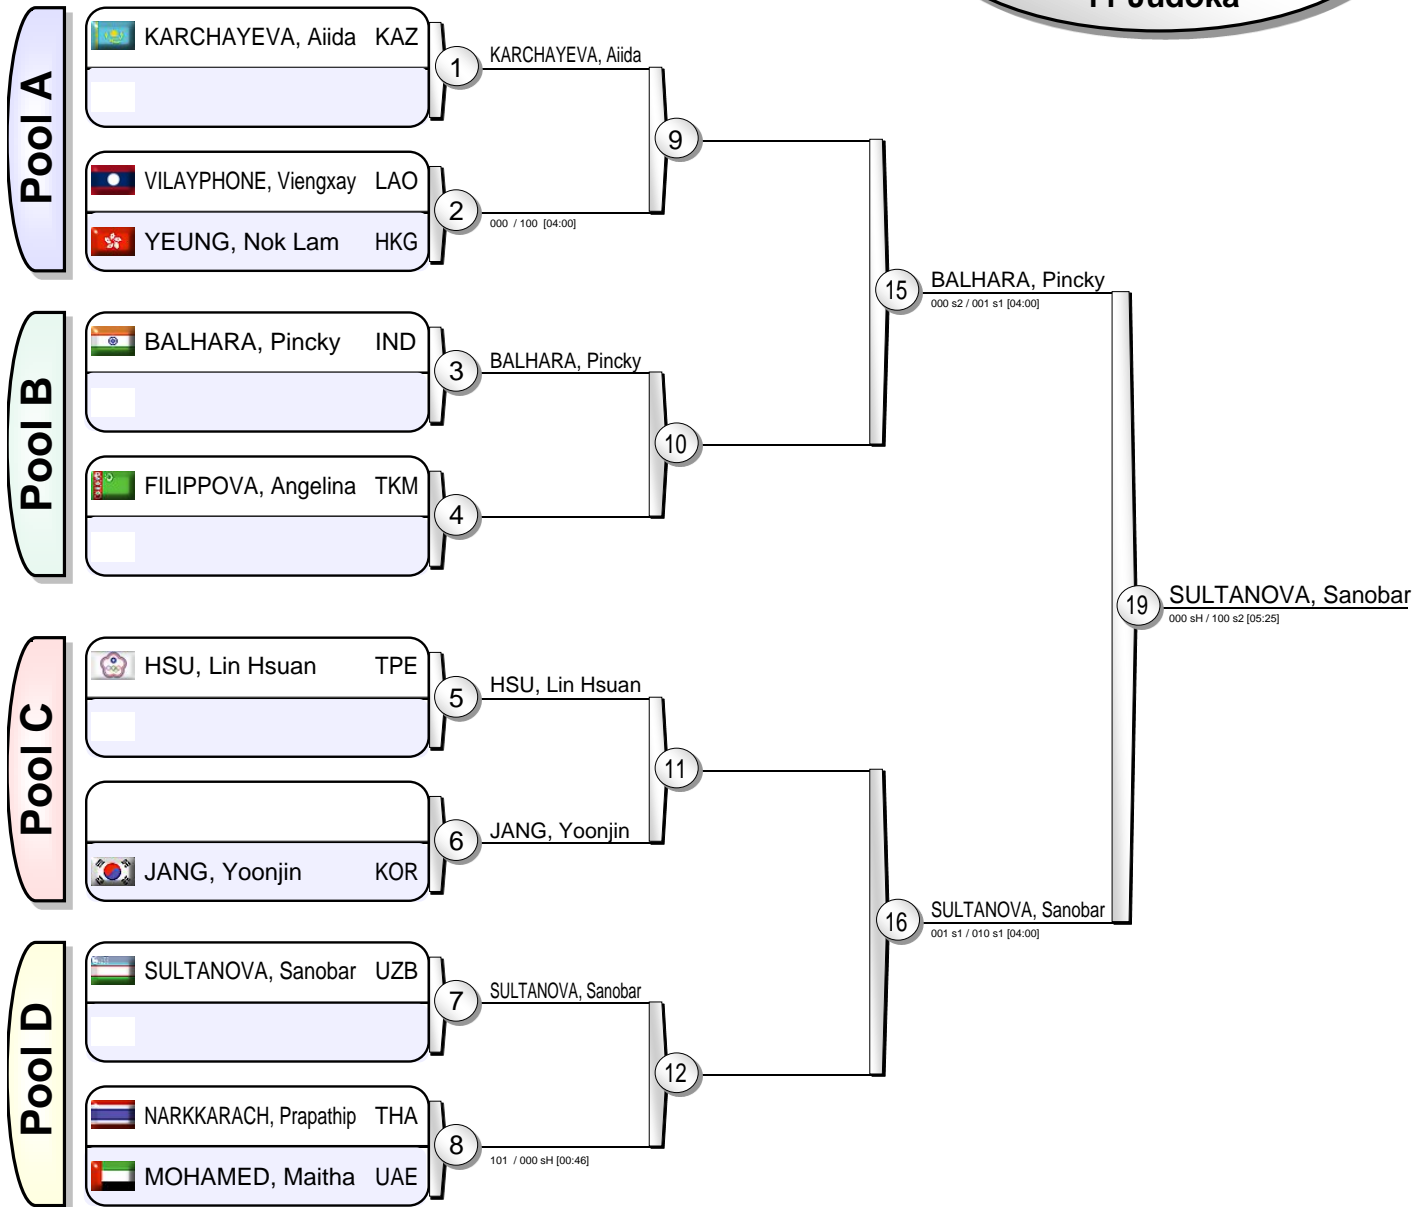 11 Judoka
Pool A
KARCHAYEVA, Aiida KAZ
1
KARCHAYEVA, Aiida
9
VILAYPHONE, Viengxay LAO
YEUNG, Nok Lam HKG
2
000 / 100 [04:00]
15
BALHARA, Pincky
000 s2 / 001 s1 [04:00]
Pool B
BALHARA, Pincky IND
3
BALHARA, Pincky
10
FILIPPOVA, Angelina TKM
4
19
SULTANOVA, Sanobar
000 sH / 100 s2 [05:25]
Pool C
HSU, Lin Hsuan TPE
5
HSU, Lin Hsuan
11
JANG, Yoonjin KOR
6
JANG, Yoonjin
16
SULTANOVA, Sanobar
001 s1 / 010 s1 [04:00]
Pool D
SULTANOVA, Sanobar UZB
7
SULTANOVA, Sanobar
12
NARKKARACH, Prapathip THA
MOHAMED, Maitha UAE
8
101 / 000 sH [00:46]